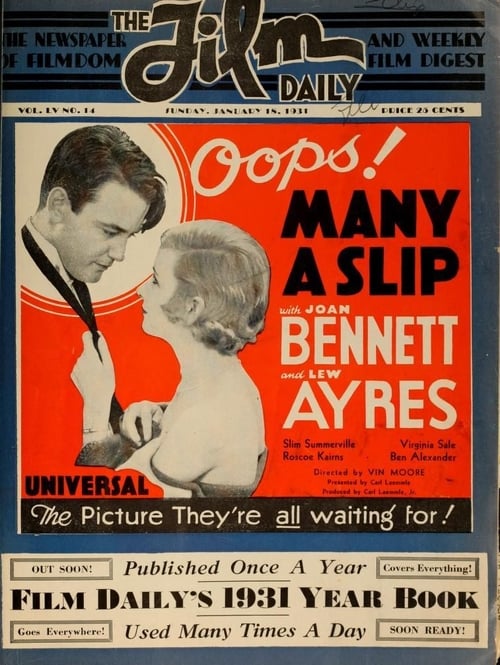 THE Film DAILY
THE NEWSPAPER OF FILMDOM
AND WEEKLY FILM DIGEST
VOL. LV NO. 14 SUNDAY, JANUARY 18, 1931 PRICE 25 CENTS
Oops!
MANY
A SLIP
with JOAN
BENNETT
and LEW
AYRES
Slim Summerville Virginia Sale
Roscoe Karns Ben Alexander
Directed by VIN MOORE
Presented by Carl Laemmle
Produced by Carl Laemmle, Jr.
UNIVERSAL
The Picture They're all waiting for!
OUT SOON! Published Once A Year Covers Everything!
FILM DAILY'S 1931 YEAR BOOK
Goes Everywhere! Used Many Times A Day SOON READY!